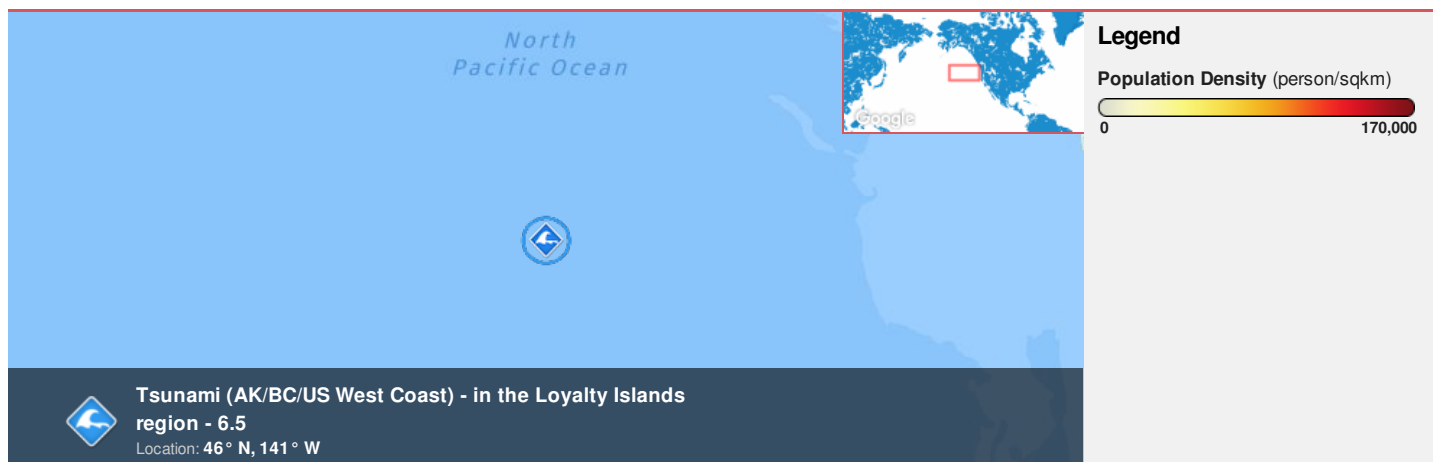 North
Pacific Ocean
Google
Legend
Population Density (person/sqkm)
0 170,000
Tsunami (AK/BC/US West Coast) - in the Loyalty Islands
region - 6.5
Location: 46° N, 141° W